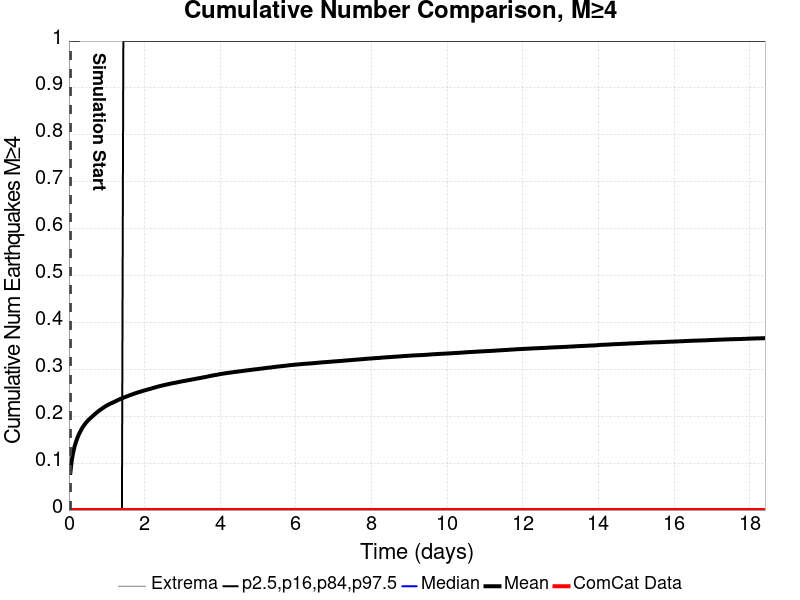 Cumulative Number Comparison, M≥4
Cumulative Num Earthquakes M≥4
1
0.9
0.8
0.7
0.6
0.5
0.4
0.3
0.2
0.1
0
Simulation Start
0 2 4 6 8 10 12 14 16 18
Time (days)
Extrema p2.5,p16,p84,p97.5 Median Mean ComCat Data